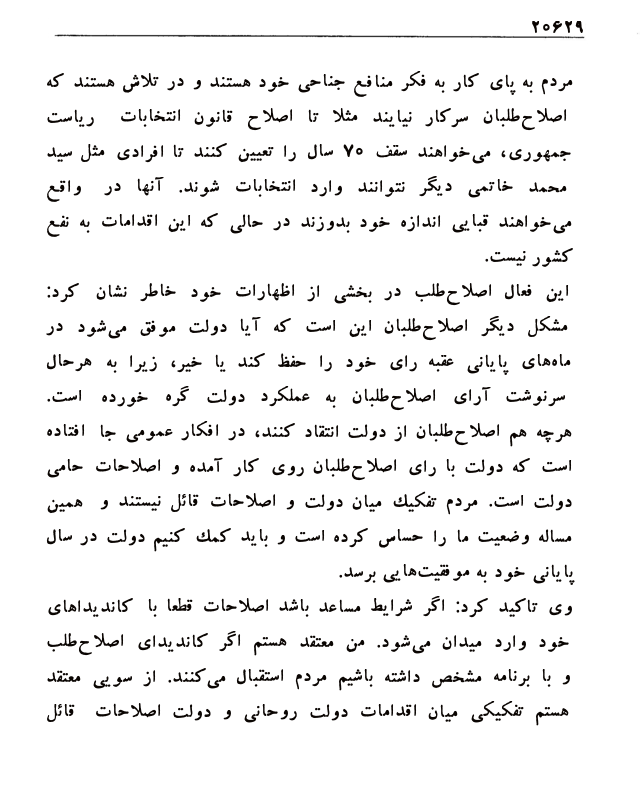 ۲۰۶۲۹
مردم به پای کار به فکر منافع جناحی خود هستند و در تلاش هستند که
اصلاح‌طلبان سرکار نیایند مثلا تا اصلاح قانون انتخابات ریاست
جمهوری، می‌خواهند سقف ۷۰ سال را تعیین کنند تا افرادی مثل سید
محمد خاتمی دیگر نتوانند وارد انتخابات شوند. آنها در واقع
می‌خواهند قبایی اندازه خود بدوزند در حالی که این اقدامات به نفع
کشور نیست.
این فعال اصلاح‌طلب در بخشی از اظهارات خود خاطر نشان کرد:
مشکل دیگر اصلاح‌طلبان این است که آیا دولت موفق می‌شود در
ماه‌های پایانی عقبه رای خود را حفظ کند یا خیر، زیرا به هرحال
سرنوشت آرای اصلاح‌طلبان به عملکرد دولت گره خورده است.
هرچه هم اصلاح‌طلبان از دولت انتقاد کنند، در افکار عمومی جا افتاده
است که دولت با رای اصلاح‌طلبان روی کار آمده و اصلاحات حامی
دولت است. مردم تفکیك میان دولت و اصلاحات قائل نیستند و همین
مساله وضعیت ما را حساس کرده است و باید کمك کنیم دولت در سال
پایانی خود به موفقیت‌هایی برسد.
وی تاکید کرد: اگر شرایط مساعد باشد اصلاحات قطعا با کاندیداهای
خود وارد میدان می‌شود. من معتقد هستم اگر کاندیدای اصلاح‌طلب
و با برنامه مشخص داشته باشیم مردم استقبال می‌کنند. از سویی معتقد
هستم تفکیکی میان اقدامات دولت روحانی و دولت اصلاحات قائل